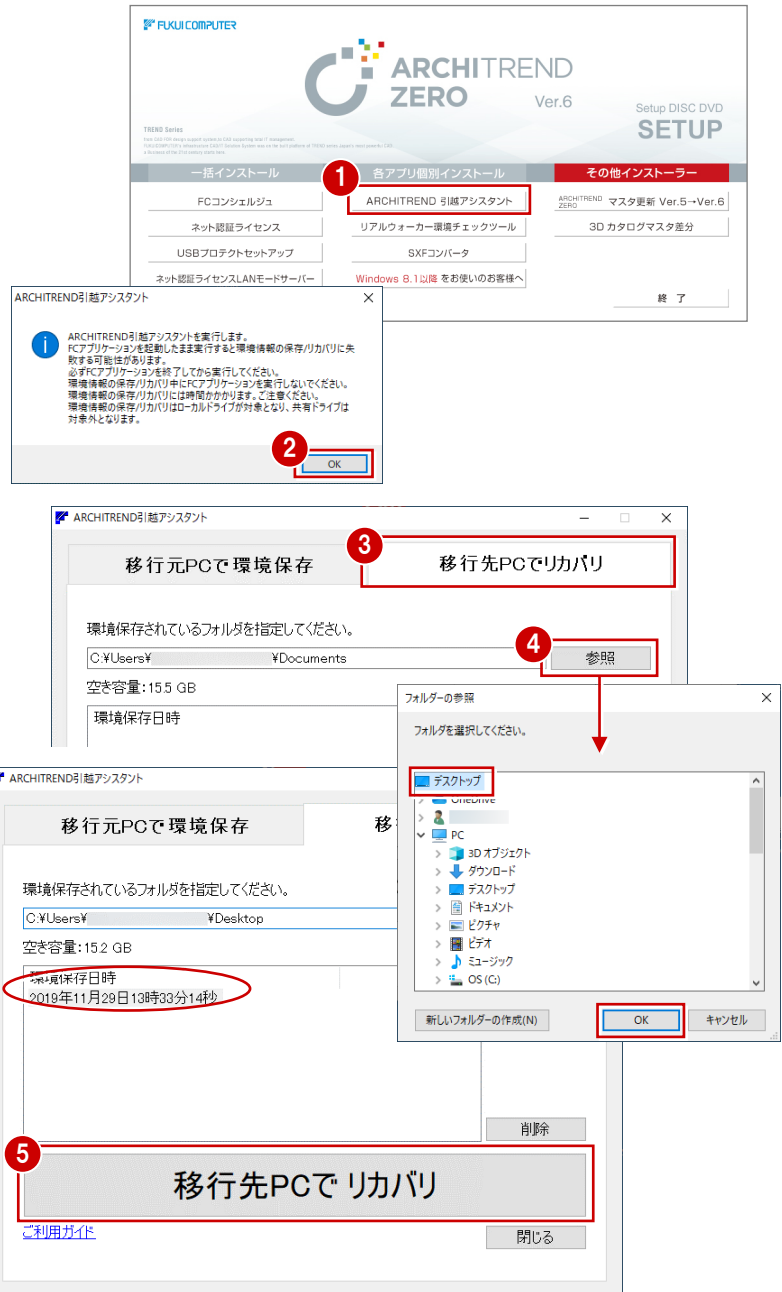 FUKUI COMPUTER
ARCHITREND
ZERO
Ver.6
Setup DISC DVD
SETUP
TREND Series
一括インストール
1
各アプリ個別インストール
その他インストーラー
FCコンシェルジュ
ARCHITREND 引越アシスタント
ARCHITREND ZERO マスタ更新 Ver.5→Ver.6
ネット認証ライセンス
リアルウォーカー環境チェックツール
3D カタログマスタ差分
USBプロテクトセットアップ
SXFコンバータ
ネット認証ライセンスLANモードサーバー
Windows 8.1以降 をお使いのお客様へ
終 了
ARCHITREND引越アシスタント
ARCHITREND引越アシスタントを実行します。
FCアプリケーションを起動したまま実行すると環境情報の保存/リカバリに失
敗する可能性があります。
必ずFCアプリケーションを終了してから実行してください。
環境情報の保存/リカバリ中にFCアプリケーションを実行しないでください。
環境情報の保存/リカバリには時間がかかります。ご注意ください。
環境情報の保存/リカバリはローカルドライブが対象となり、共有ドライブは
対象外となります。
2
OK
ARCHITREND引越アシスタント
3
移行元PCで環境保存
移行先PCでリカバリ
環境保存されているフォルダを指定してください。
4
C:¥Users¥ ¥Documents
参照
空き容量:15.5 GB
環境保存日時
フォルダーの参照
フォルダを選択してください。
デスクトップ
OneDrive
PC
3D オブジェクト
ダウンロード
デスクトップ
ドキュメント
ピクチャ
ビデオ
ミュージック
OS (C:)
新しいフォルダーの作成(N)
OK
キャンセル
ARCHITREND引越アシスタント
移行元PCで環境保存
移
環境保存されているフォルダを指定してください。
C:¥Users¥ ¥Desktop
空き容量:15.2 GB
環境保存日時
2019年11月29日13時33分14秒
削除
5
移行先PCでリカバリ
ご利用ガイド
閉じる